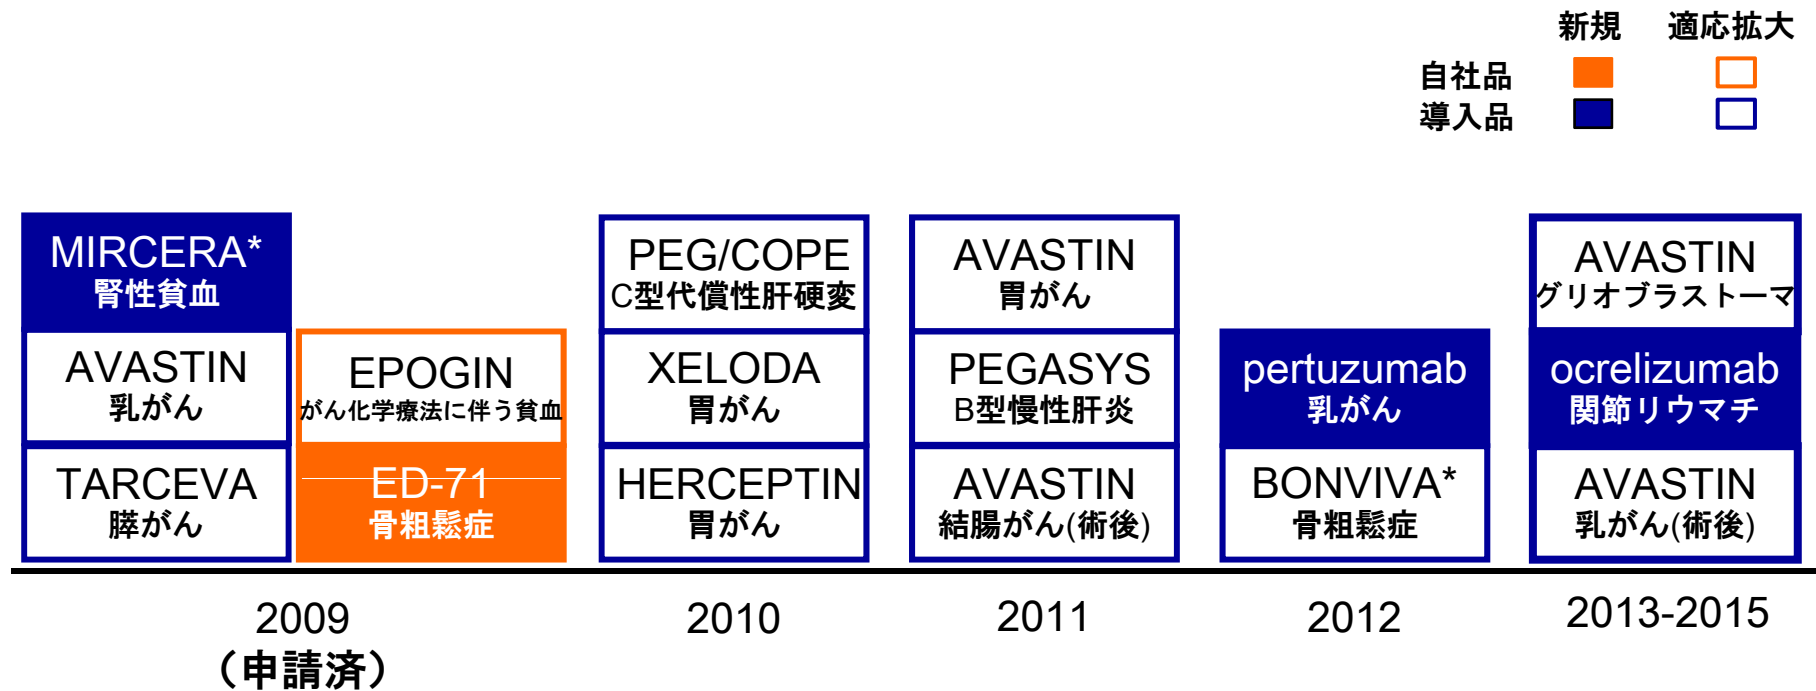 新規 適応拡大
自社品
導入品
MIRCERA*
腎性貧血
AVASTIN
乳がん
TARCEVA
膵がん
EPOGIN
がん化学療法に伴う貧血
ED-71
骨粗鬆症
2009
（申請済）
PEG/COPE
C型代償性肝硬変
XELODA
胃がん
HERCEPTIN
胃がん
2010
AVASTIN
胃がん
PEGASYS
B型慢性肝炎
AVASTIN
結腸がん(術後)
2011
pertuzumab
乳がん
BONVIVA*
骨粗鬆症
2012
AVASTIN
グリオブラストーマ
ocrelizumab
関節リウマチ
AVASTIN
乳がん(術後)
2013-2015